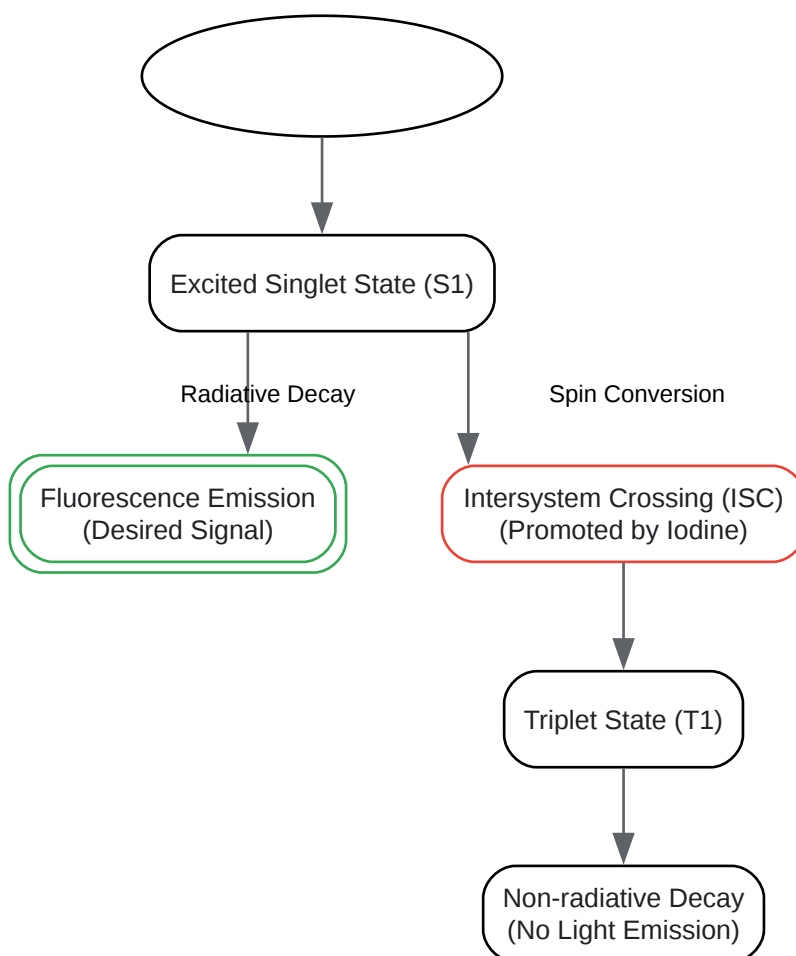 Excited Singlet State (S1)
Radiative Decay
Spin Conversion
Fluorescence Emission
(Desired Signal)
Intersystem Crossing (ISC)
(Promoted by Iodine)
Triplet State (T1)
Non-radiative Decay
(No Light Emission)